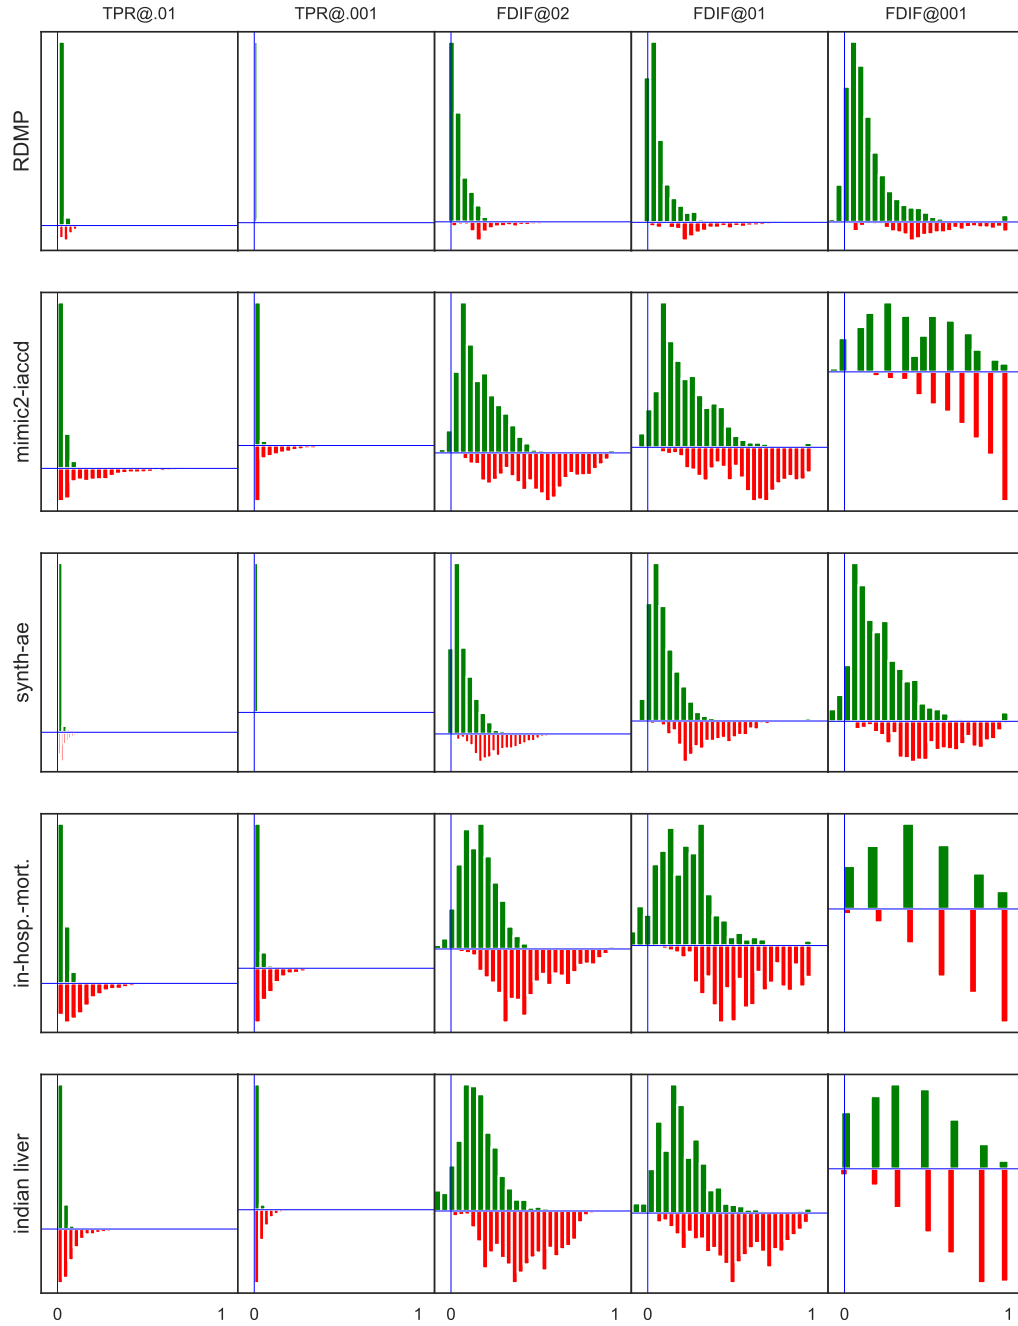 TPR@.01 TPR@.001 FDIF@02 FDIF@01 FDIF@001
RDMP
mimic2-iaccd
synth-ae
in-hosp.-mort.
indian liver
0 1 0 1 0 1 0 1 0 1